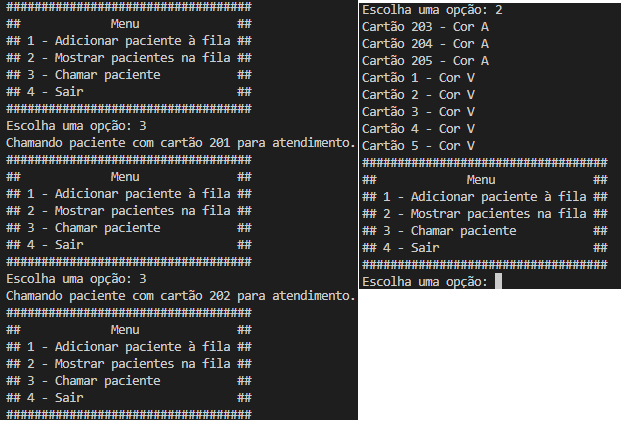 ###################################
##             Menu              ##
## 1 - Adicionar paciente à fila ##
## 2 - Mostrar pacientes na fila ##
## 3 - Chamar paciente           ##
## 4 - Sair                      ##
###################################
Escolha uma opção: 3
Chamando paciente com cartão 201 para atendimento.
###################################
##             Menu              ##
## 1 - Adicionar paciente à fila ##
## 2 - Mostrar pacientes na fila ##
## 3 - Chamar paciente           ##
## 4 - Sair                      ##
###################################
Escolha uma opção: 3
Chamando paciente com cartão 202 para atendimento.
###################################
##             Menu              ##
## 1 - Adicionar paciente à fila ##
## 2 - Mostrar pacientes na fila ##
## 3 - Chamar paciente           ##
## 4 - Sair                      ##
###################################
Escolha uma opção: 2
Cartão 203 - Cor A
Cartão 204 - Cor A
Cartão 205 - Cor A
Cartão 1 - Cor V
Cartão 2 - Cor V
Cartão 3 - Cor V
Cartão 4 - Cor V
Cartão 5 - Cor V
###################################
##             Menu              ##
## 1 - Adicionar paciente à fila ##
## 2 - Mostrar pacientes na fila ##
## 3 - Chamar paciente           ##
## 4 - Sair                      ##
###################################
Escolha uma opção: